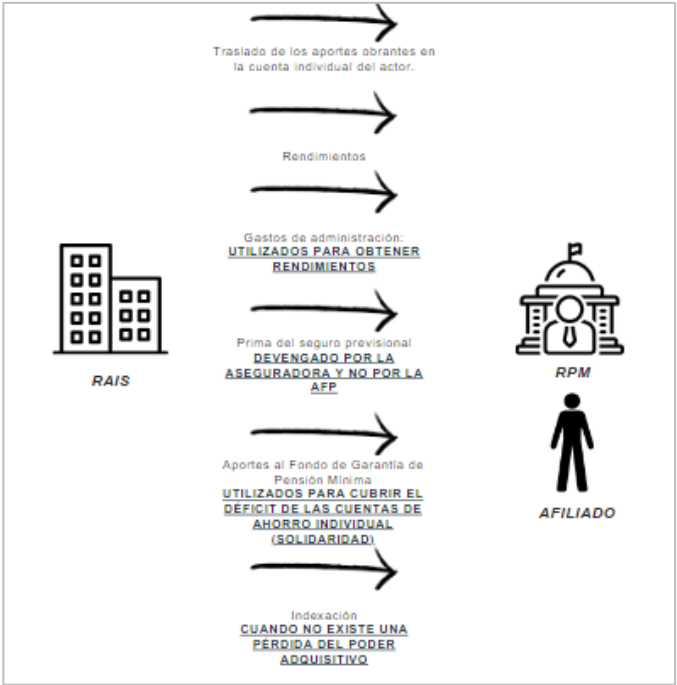 Traslado de los aportes obrantes en
la cuenta individual del actor.
Rendimientos
Gastos de administración:
UTILIZADOS PARA OBTENER
RENDIMIENTOS
Prima del seguro previsional
DEVENGADO POR LA
ASEGURADORA Y NO POR LA
AFP
RAIS
RPM
Aportes al Fondo de Garantía de
Pensión Mínima
UTILIZADOS PARA CUBRIR EL
DÉFICIT DE LAS CUENTAS DE
AHORRO INDIVIDUAL
(SOLIDARIDAD)
AFILIADO
Indexación
CUANDO NO EXISTE UNA
PÉRDIDA DEL PODER
ADQUISITIVO